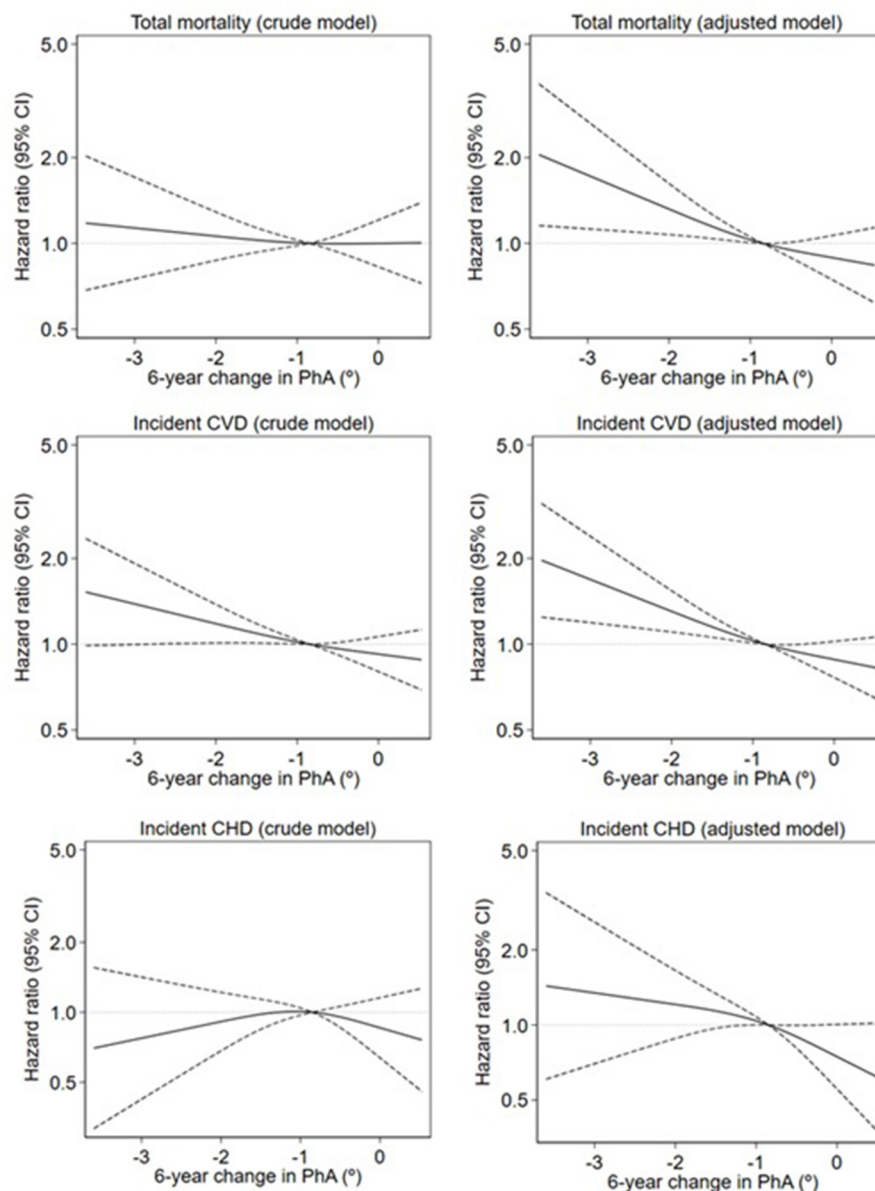 Total mortality (crude model)
Hazard ratio (95% CI)
5.0
2.0
1.0
0.5
-3 -2 -1 0
6-year change in PhA (º)
Total mortality (adjusted model)
Hazard ratio (95% CI)
5.0
2.0
1.0
0.5
-3 -2 -1 0
6-year change in PhA (º)
Incident CVD (crude model)
Hazard ratio (95% CI)
5.0
2.0
1.0
0.5
-3 -2 -1 0
6-year change in PhA (º)
Incident CVD (adjusted model)
Hazard ratio (95% CI)
5.0
2.0
1.0
0.5
-3 -2 -1 0
6-year change in PhA (º)
Incident CHD (crude model)
Hazard ratio (95% CI)
5.0
2.0
1.0
0.5
-3 -2 -1 0
6-year change in PhA (º)
Incident CHD (adjusted model)
Hazard ratio (95% CI)
5.0
2.0
1.0
0.5
-3 -2 -1 0
6-year change in PhA (º)